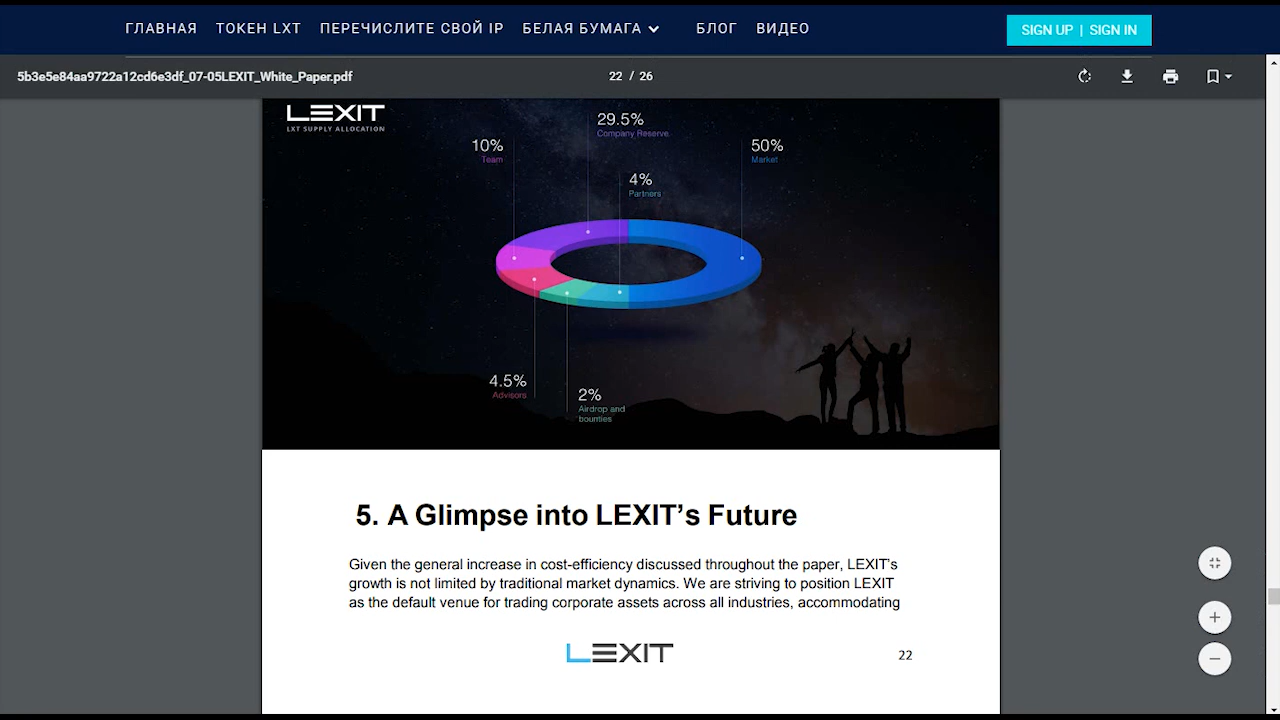 ГЛАВНАЯ ТОКЕН LXT ПЕРЕЧИСЛИТЕ СВОЙ IP БЕЛАЯ БУМАГА БЛОГ ВИДЕО SIGN UP | SIGN IN
5b3e5e84aa9722a12cd6e3df_07-05LEXIT_White_Paper.pdf 22 / 26
LEXIT
LXT SUPPLY ALLOCATION
29.5%
Company Reserve
10%
Team
50%
Market
4%
Partners
4.5%
Advisors
2%
Airdrop and
bounties
5. A Glimpse into LEXIT’s Future
Given the general increase in cost-efficiency discussed throughout the paper, LEXIT’s
growth is not limited by traditional market dynamics. We are striving to position LEXIT
as the default venue for trading corporate assets across all industries, accommodating
LEXIT
22